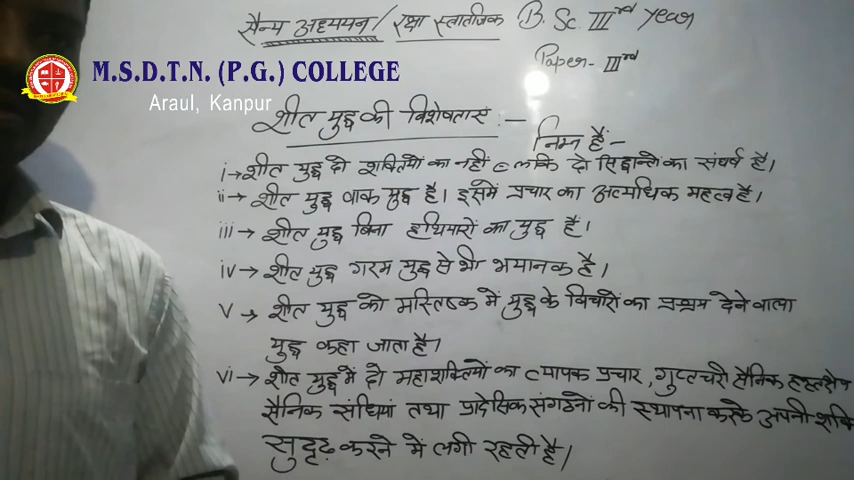 सैन्य अध्ययन / रक्षा स्तातजिक B.Sc. III rd year
Paper - III rd
M.S.D.T.N. (P.G.) COLLEGE
Araul, Kanpur
शीत युद्ध की विशेषताएं :-
निम्न हैं -
i → शीत युद्ध दो शक्तियों का नहीं बल्कि दो सिद्धान्तों का संघर्ष है।
ii → शीत युद्ध वाक युद्ध है। इसमें प्रचार का अत्यधिक महत्व है।
iii → शीत युद्ध बिना हथियारों का युद्ध है।
iv → शीत युद्ध गरम युद्ध से भी भयानक है।
v → शीत युद्ध को मस्तिष्क में युद्ध के विचारों का प्रश्रय देने वाला
युद्ध कहा जाता है।
vi → शीत युद्ध में दो महाशक्तियों का व्यापक प्रचार, गुप्तचरी सैनिक हस्तक्षेप
सैनिक संधियां तथा प्रादेसिक संगठनों की स्थापना करके अपनी शक्ति
सुदृढ़ करने में लगी रहती है।